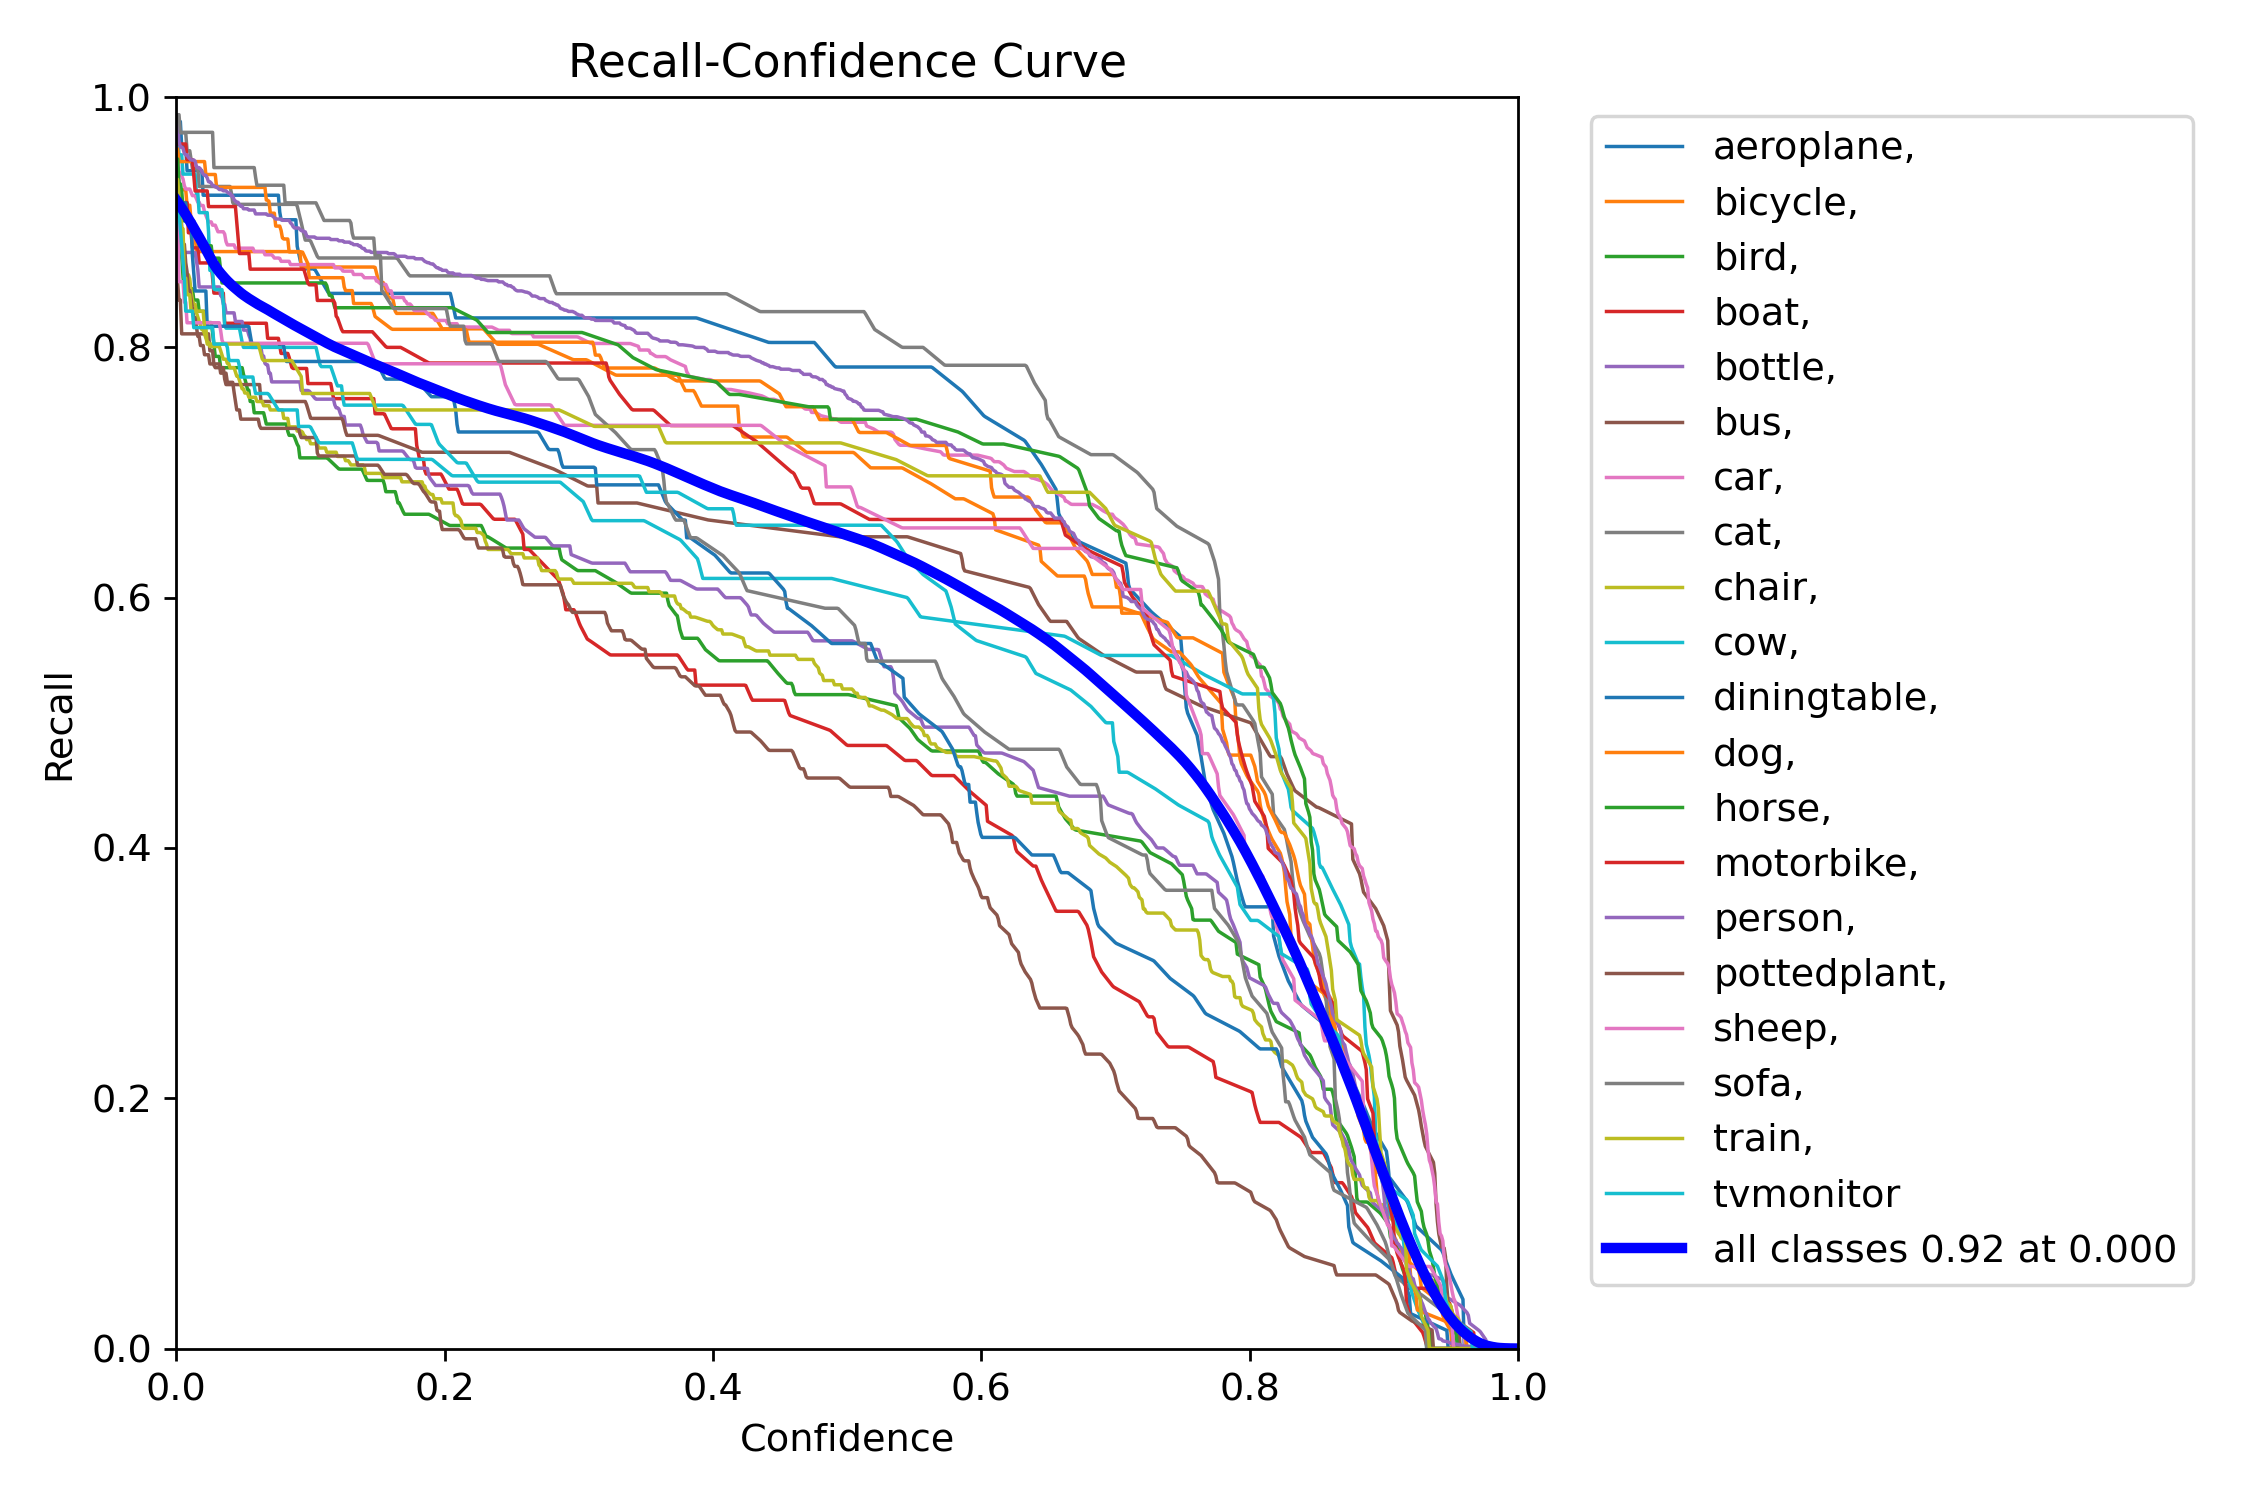 Recall-Confidence Curve
1.0
0.8
0.6
0.4
0.2
0.0
Recall
0.0 0.2 0.4 0.6 0.8 1.0
Confidence
aeroplane,
bicycle,
bird,
boat,
bottle,
bus,
car,
cat,
chair,
cow,
diningtable,
dog,
horse,
motorbike,
person,
pottedplant,
sheep,
sofa,
train,
tvmonitor
all classes 0.92 at 0.000